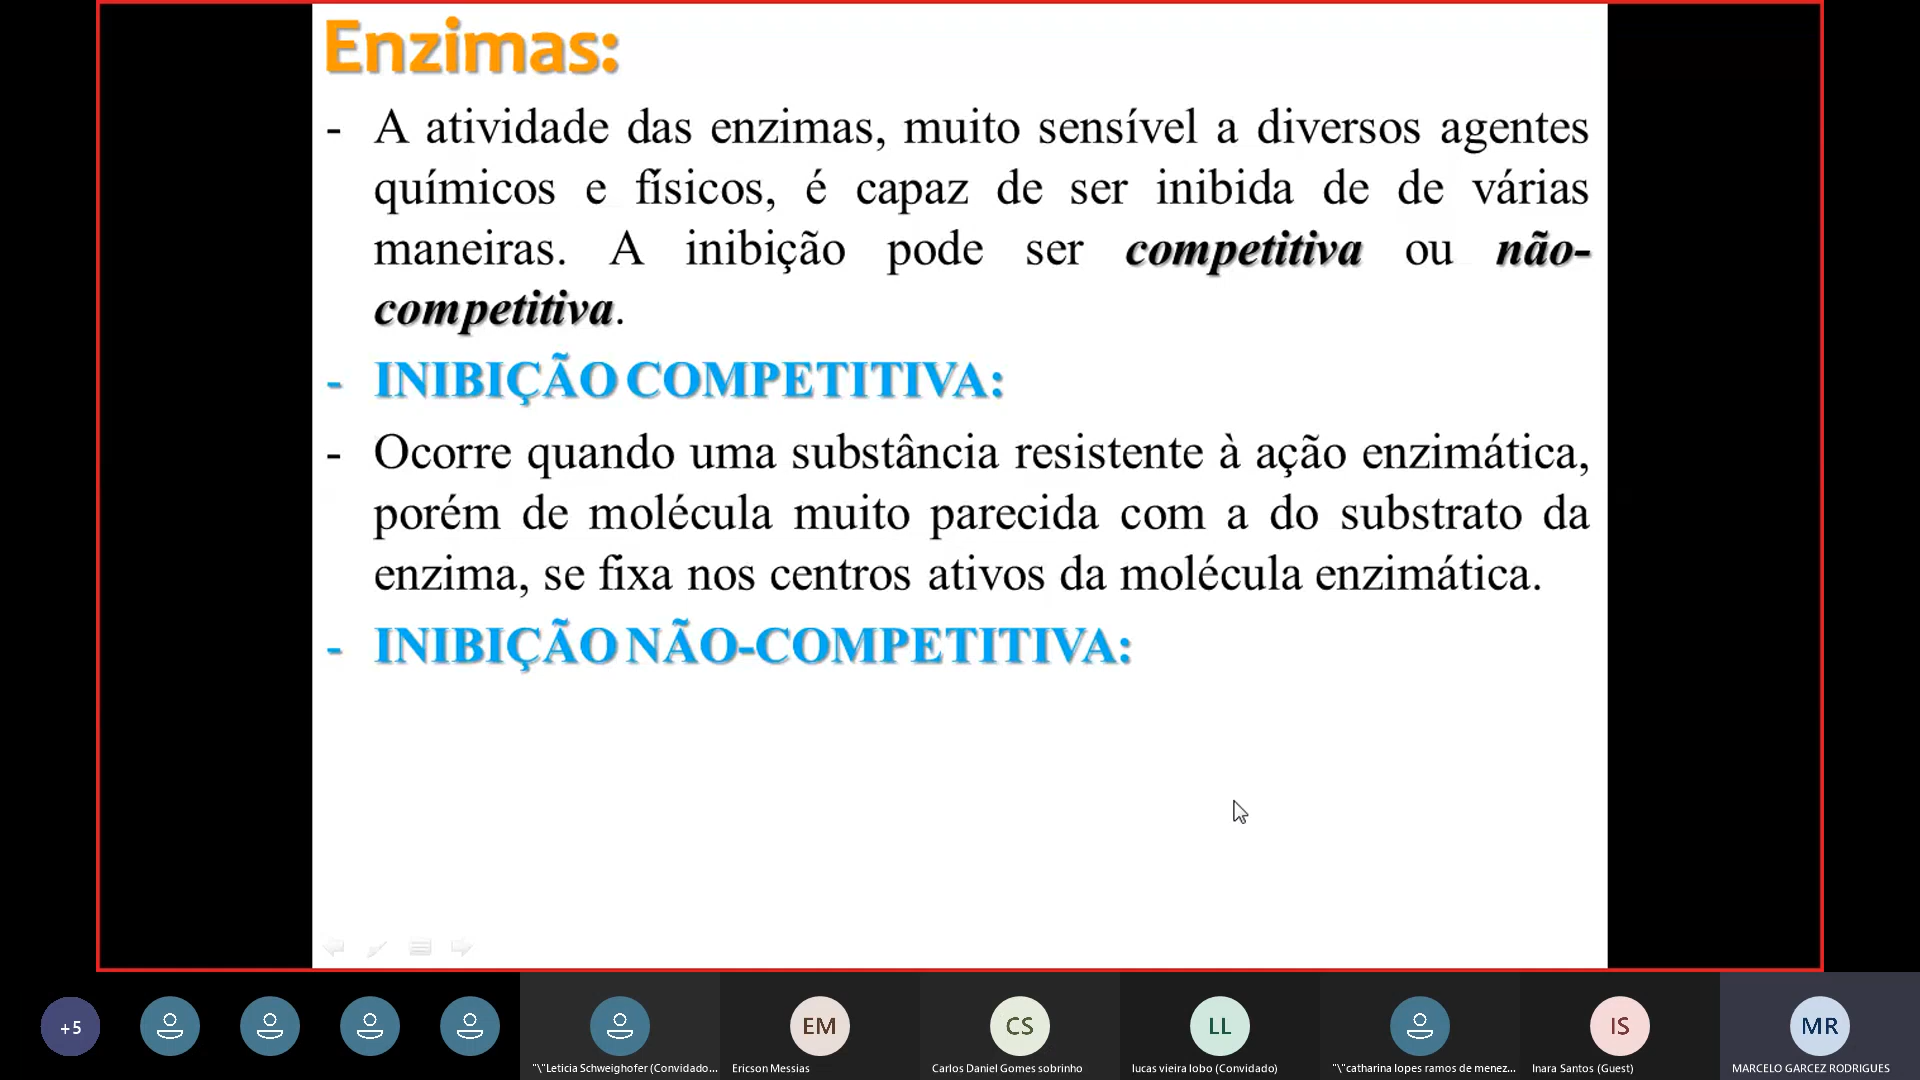 Enzimas:
- A atividade das enzimas, muito sensível a diversos agentes
químicos e físicos, é capaz de ser inibida de de várias
maneiras. A inibição pode ser competitiva ou não-
competitiva.
- INIBIÇÃO COMPETITIVA:
- Ocorre quando uma substância resistente à ação enzimática,
porém de molécula muito parecida com a do substrato da
enzima, se fixa nos centros ativos da molécula enzimática.
- INIBIÇÃO NÃO-COMPETITIVA:
+5
EM
CS
LL
IS
MR
"\"Leticia Schweighofer (Convidado...
Ericson Messias
Carlos Daniel Gomes sobrinho
lucas vieira lobo (Convidado)
"\"catharina lopes ramos de menez...
Inara Santos (Guest)
MARCELO GARCEZ RODRIGUES